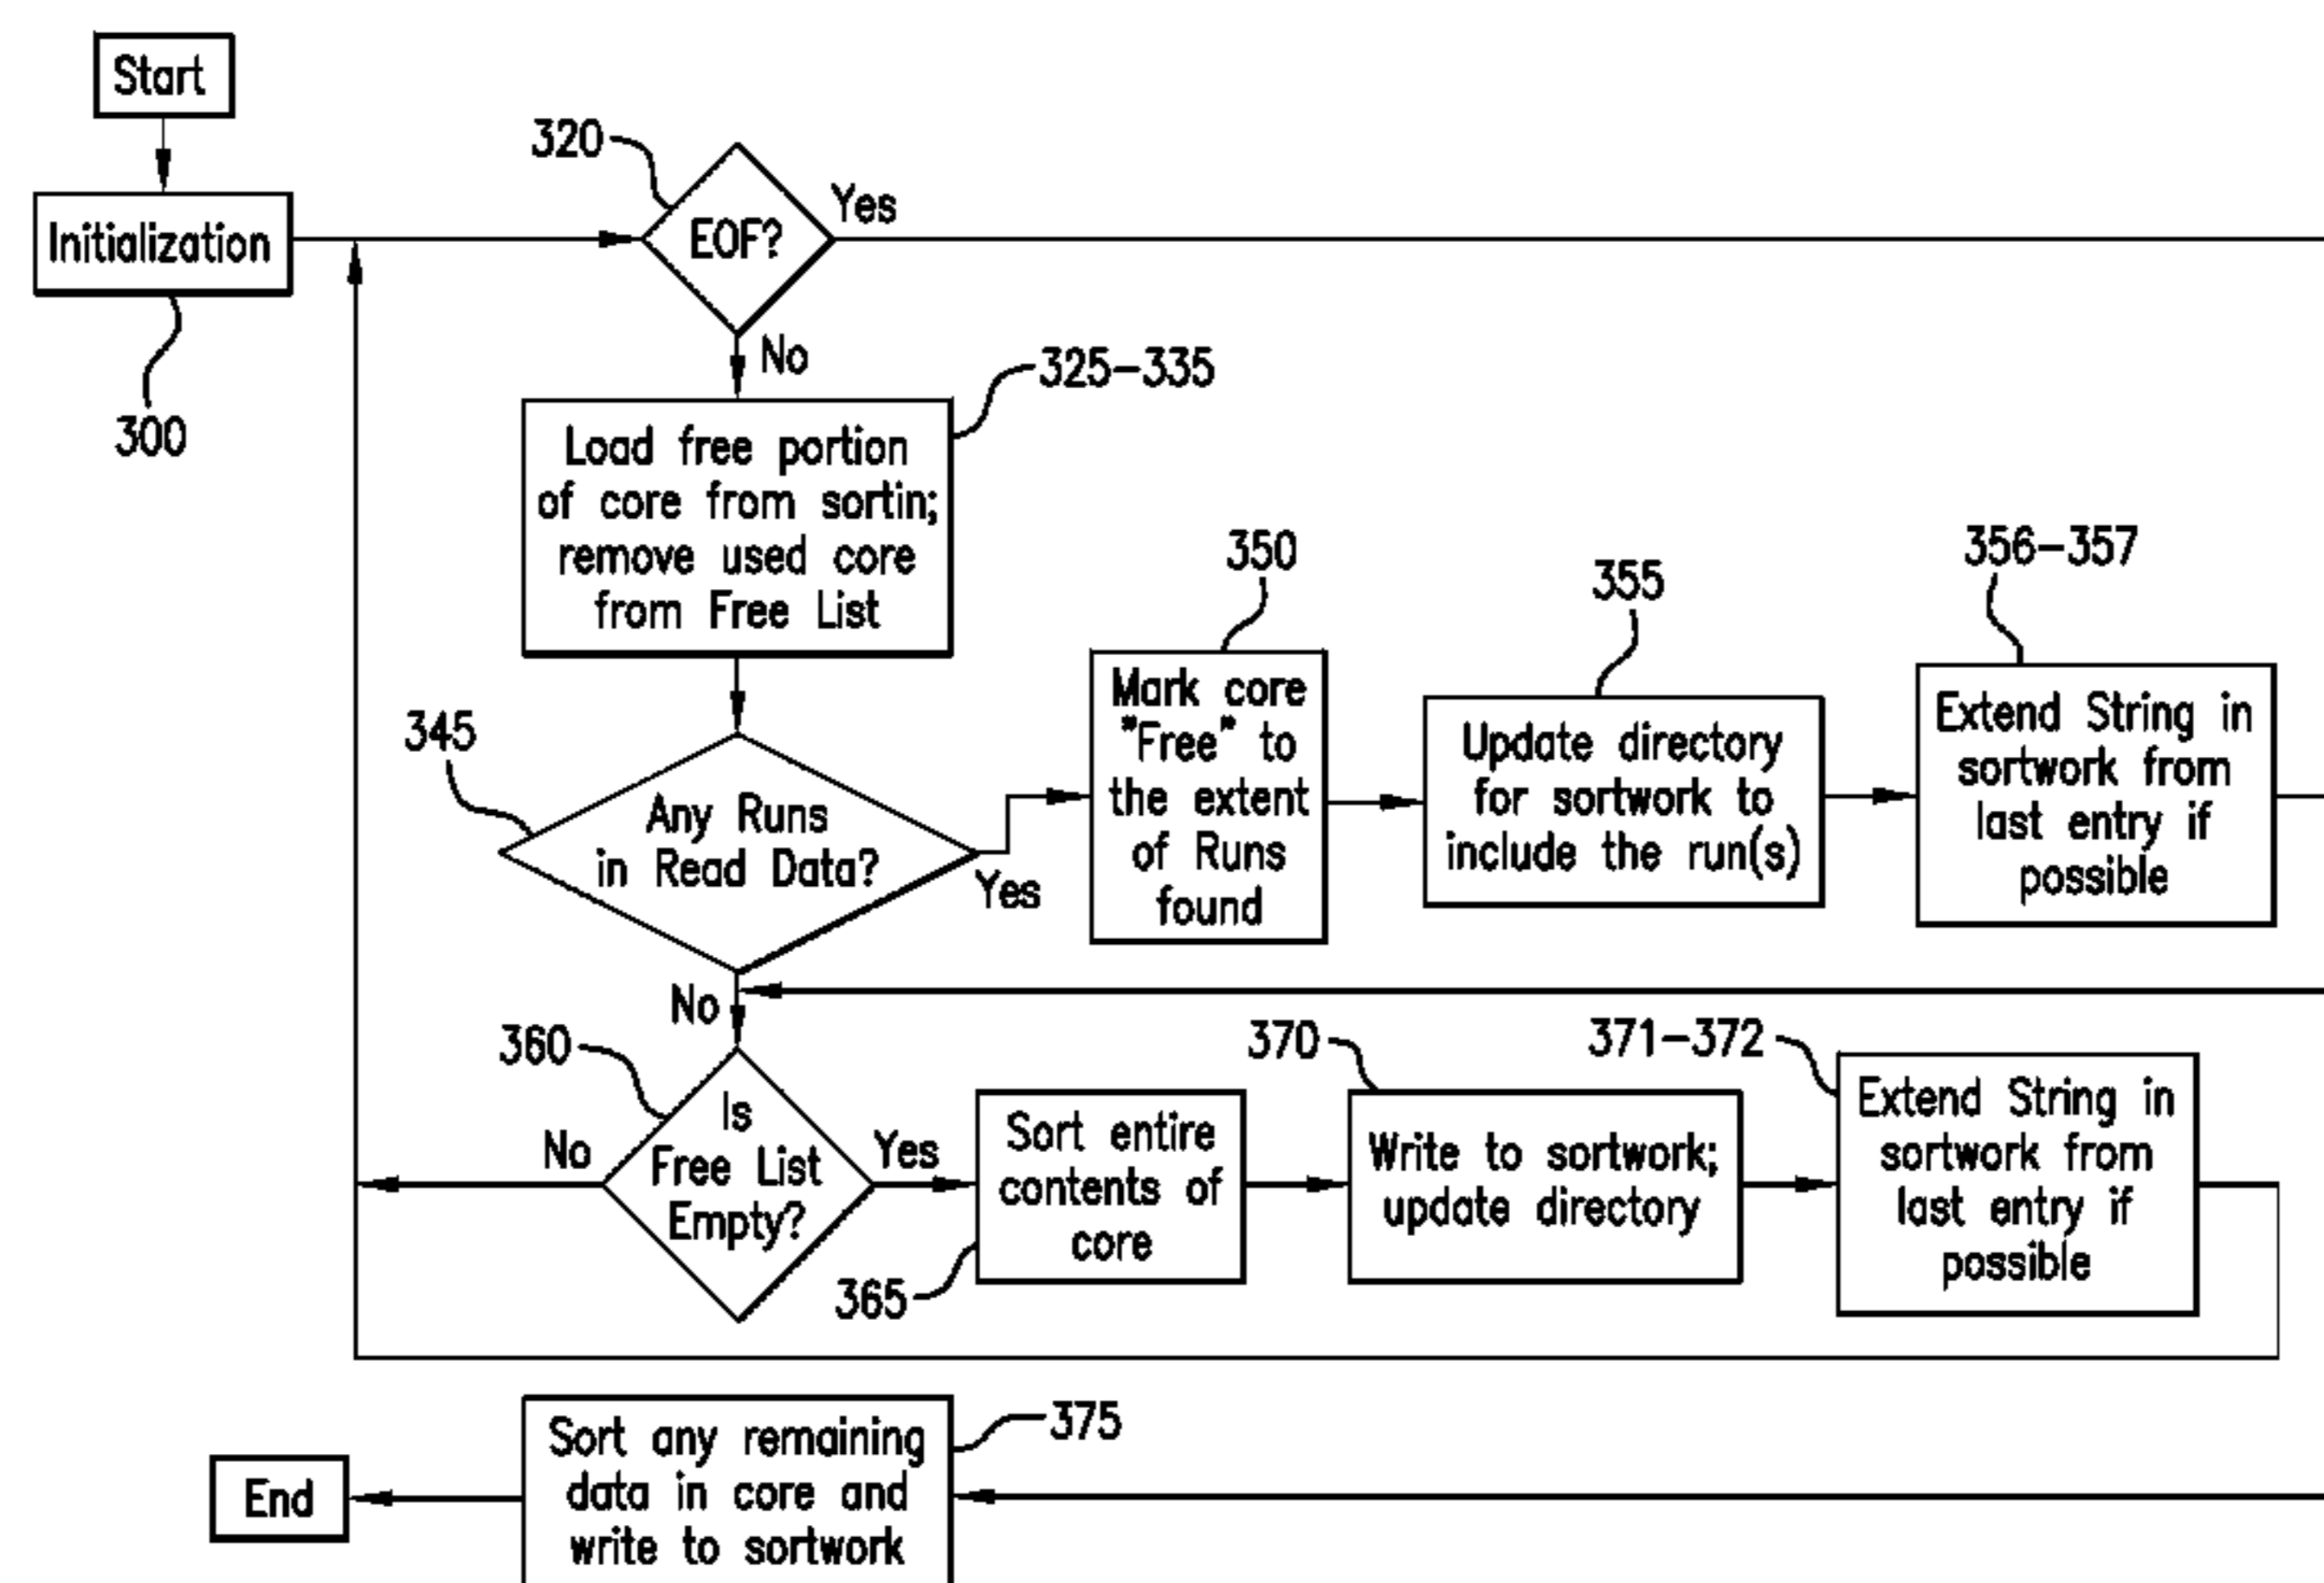 Start
320
Yes
Initialization
EOF?
No
300
325-335
Load free portion
of core from sortin;
remove used core
from Free List
350
355
356-357
345
Any Runs
in Read Data?
Yes
Mark core
"Free" to
the extent
of Runs
found
Update directory
for sortwork to
include the run(s)
Extend String in
sortwork from
last entry if
possible
No
360
Is
Free List
Empty?
No
Yes
365
Sort entire
contents of
core
370
Write to sortwork;
update directory
371-372
Extend String in
sortwork from
last entry if
possible
375
Sort any remaining
data in core and
write to sortwork
End